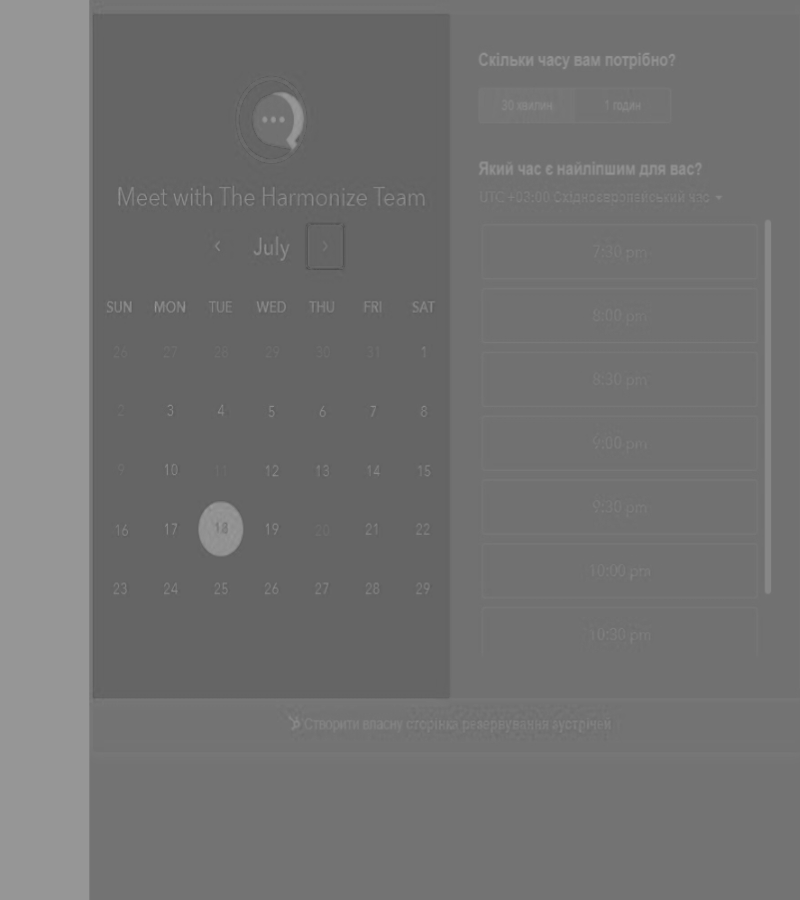 Meet with The Harmonize Team
July
SUN MON TUE WED THU FRI SAT
26 27 28 29 30 31 1
2 3 4 5 6 7 8
9 10 11 12 13 14 15
16 17 18 19 20 21 22
23 24 25 26 27 28 29
Скільки часу вам потрібно?
30 хвилин 1 годин
Який час є найліпшим для вас?
UTC +03:00 Східноєвропейський час
7:30 pm
8:00 pm
8:30 pm
9:00 pm
9:30 pm
10:00 pm
10:30 pm
Створити власну сторінка резервування зустрічей